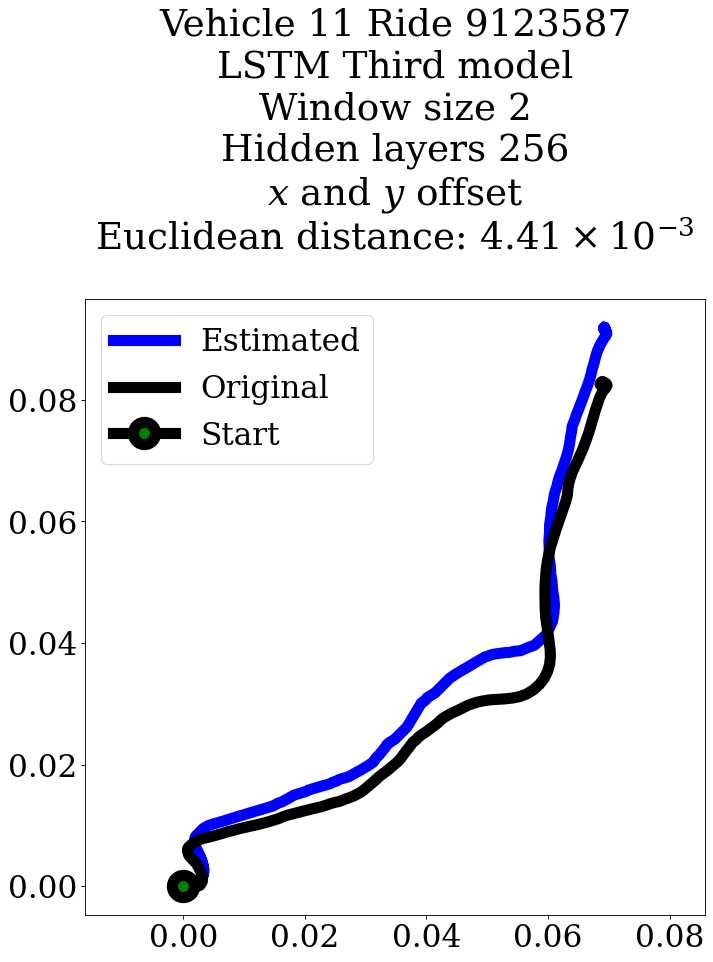 Vehicle 11 Ride 9123587
LSTM Third model
Window size 2
Hidden layers 256
x and y offset
Euclidean distance: 4.41 × 10⁻³
Estimated
Original
Start
0.08
0.06
0.04
0.02
0.00
0.00 0.02 0.04 0.06 0.08